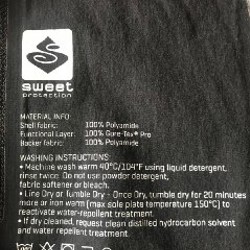 sweet
protection
MATERIAL INFO
Shell fabric: 100% Polyamide
Functional Layer: 100% Gore-Tex® Pro
Backer fabric: 100% Polyamide
WASHING INSTRUCTIONS:
• Machine wash warm 40°C/104°F using liquid detergent,
rinse twice. Do not use powder detergent,
fabric softener or bleach.
• Line Dry or Tumble Dry - Once Dry, tumble dry for 20 minutes
more or iron warm (max sole plate temperature 150°C) to
reactivate water-repellent treatment.
• If dry cleaned, request clean distilled hydrocarbon solvent
and water repellent treatment.